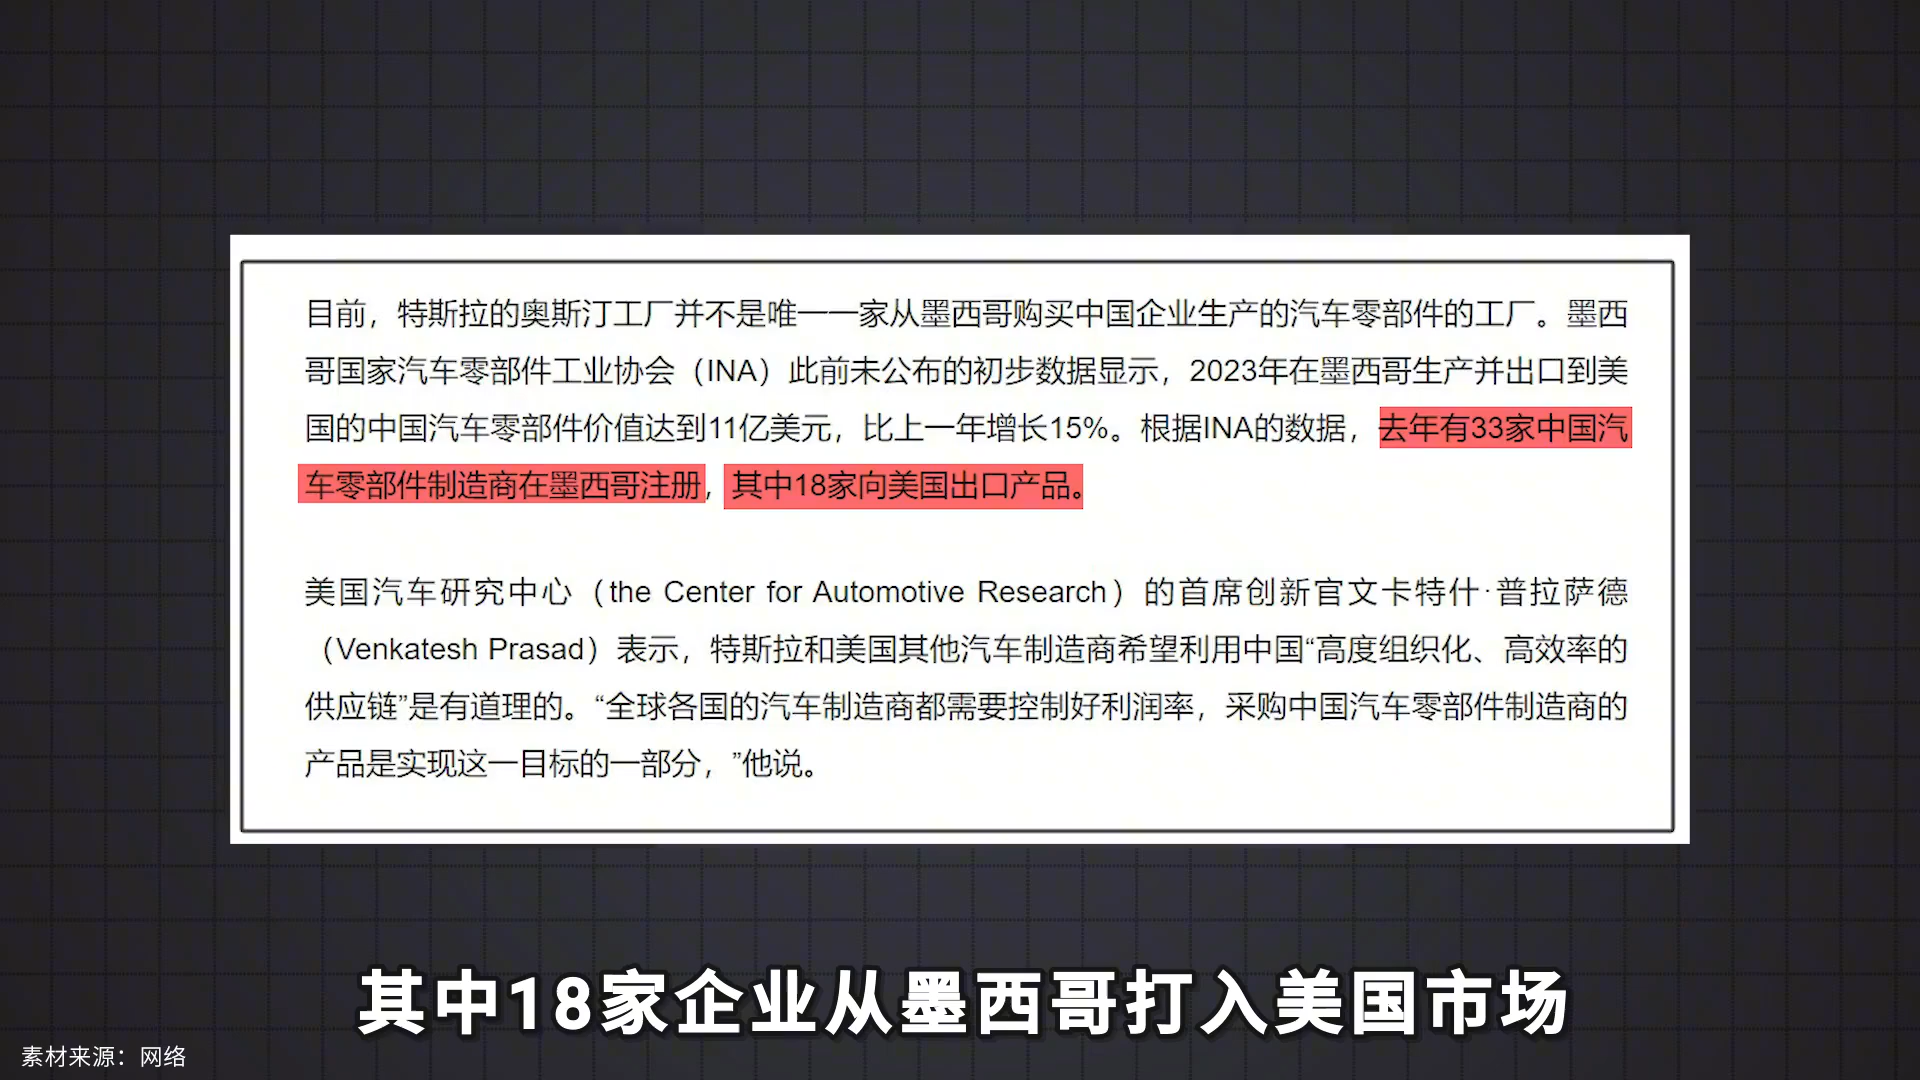 目前，特斯拉的奥斯汀工厂并不是唯一一家从墨西哥购买中国企业生产的汽车零部件的工厂。墨西
哥国家汽车零部件工业协会（INA）此前未公布的初步数据显示，2023年在墨西哥生产并出口到美
国的中国汽车零部件价值达到11亿美元，比上一年增长15%。根据INA的数据，去年有33家中国汽
车零部件制造商在墨西哥注册，其中18家向美国出口产品。
美国汽车研究中心（the Center for Automotive Research）的首席创新官文卡特什·普拉萨德
（Venkatesh Prasad）表示，特斯拉和美国其他汽车制造商希望利用中国“高度组织化、高效率的
供应链”是有道理的。“全球各国的汽车制造商都需要控制好利润率，采购中国汽车零部件制造商的
产品是实现这一目标的一部分，”他说。
其中18家企业从墨西哥打入美国市场
素材来源：网络